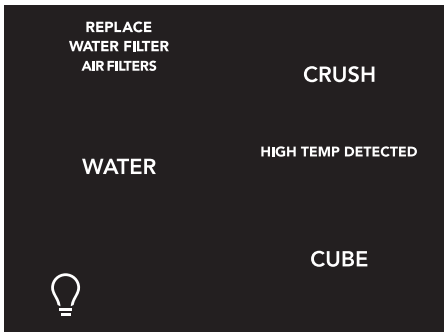 REPLACE
WATER FILTER
AIR FILTERS
CRUSH
WATER
HIGH TEMP DETECTED
CUBE